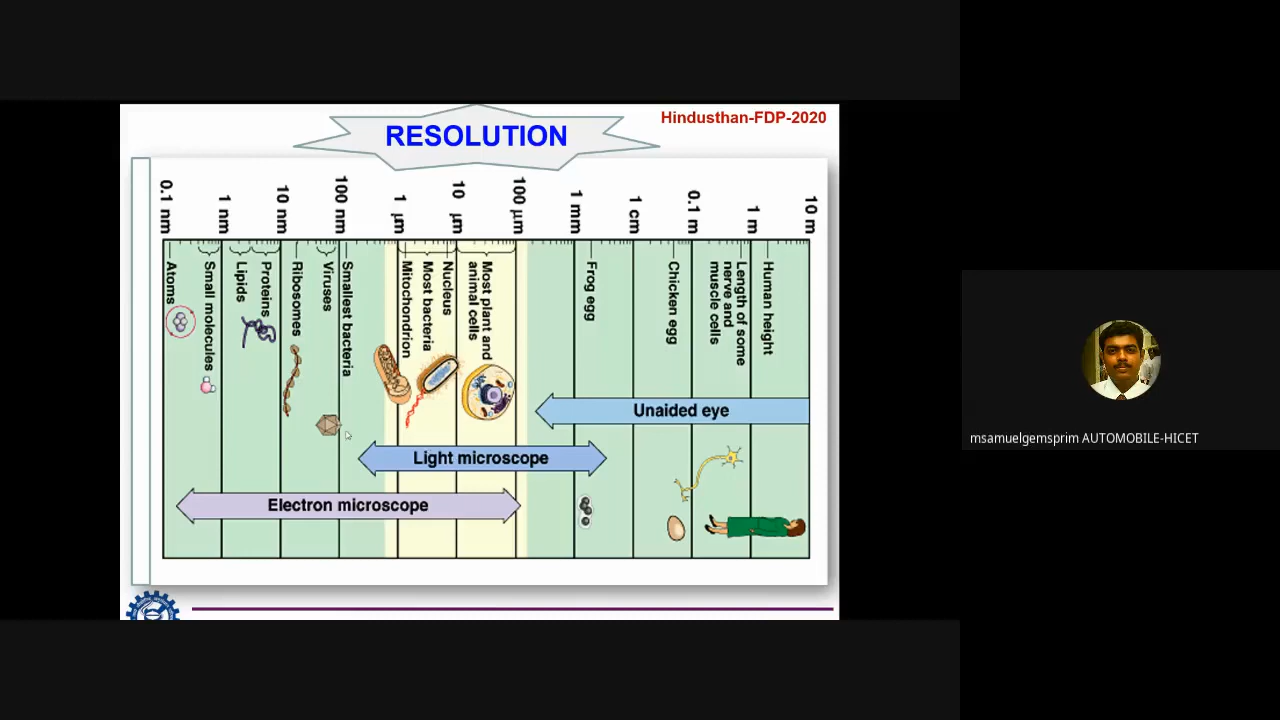 RESOLUTION
Hindusthan-FDP-2020
0.1 nm
1 nm
10 nm
100 nm
1 μm
10 μm
100 μm
1 mm
1 cm
0.1 m
1 m
10 m
Atoms
Small molecules
Lipids
Proteins
Ribosomes
Viruses
Smallest bacteria
Mitochondrion
Most bacteria
Nucleus
Most plant and
animal cells
Frog egg
Chicken egg
Length of some
nerve and
muscle cells
Human height
Unaided eye
Light microscope
Electron microscope
msamuelgemsprim AUTOMOBILE-HICET